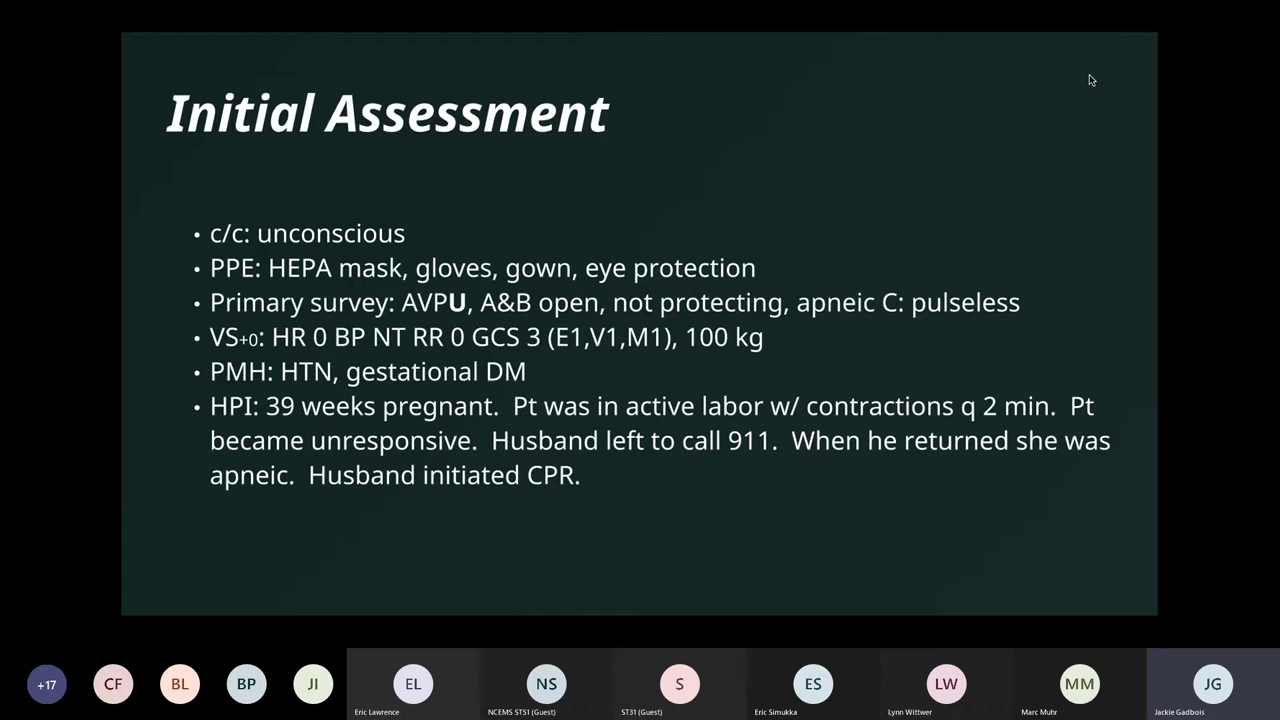 Initial Assessment
• c/c: unconscious
• PPE: HEPA mask, gloves, gown, eye protection
• Primary survey: AVPU, A&B open, not protecting, apneic C: pulseless
• VS+0: HR 0 BP NT RR 0 GCS 3 (E1,V1,M1), 100 kg
• PMH: HTN, gestational DM
• HPI: 39 weeks pregnant.  Pt was in active labor w/ contractions q 2 min.  Pt
became unresponsive.  Husband left to call 911.  When he returned she was
apneic.  Husband initiated CPR.
+17 CF BL BP JI EL NS S ES LW MM JG
Eric Lawrence NCEMS ST51 (Guest) ST31 (Guest) Eric Simukka Lynn Wittwer Marc Muhr Jackie Gadbois